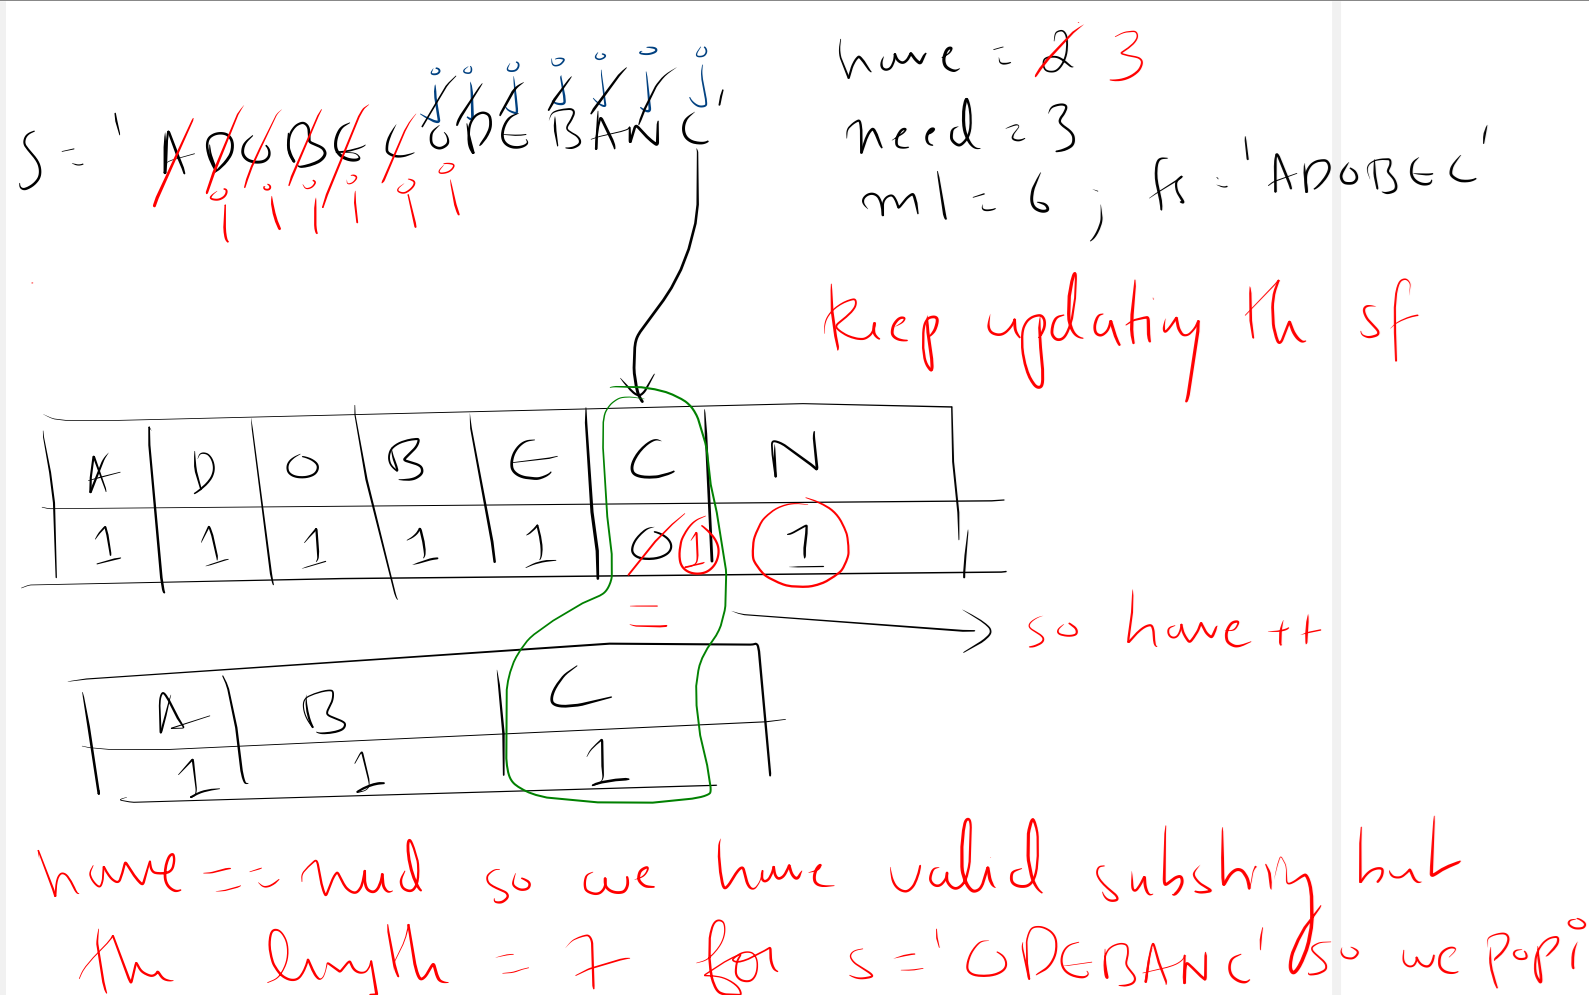 j j j j j j j
s = 'ADOBECODEBANC'
i i i i i i
have = 2 3
need = 3
ml = 6 ; fs = 'ADOBEC'
keep updating th sf
A D O B E C N
1 1 1 1 1 0 1 1
=
so have++
A B C
1 1 1
have == need so we have valid substring but
the length = 7 for s = 'ODEBANC' so we pop i